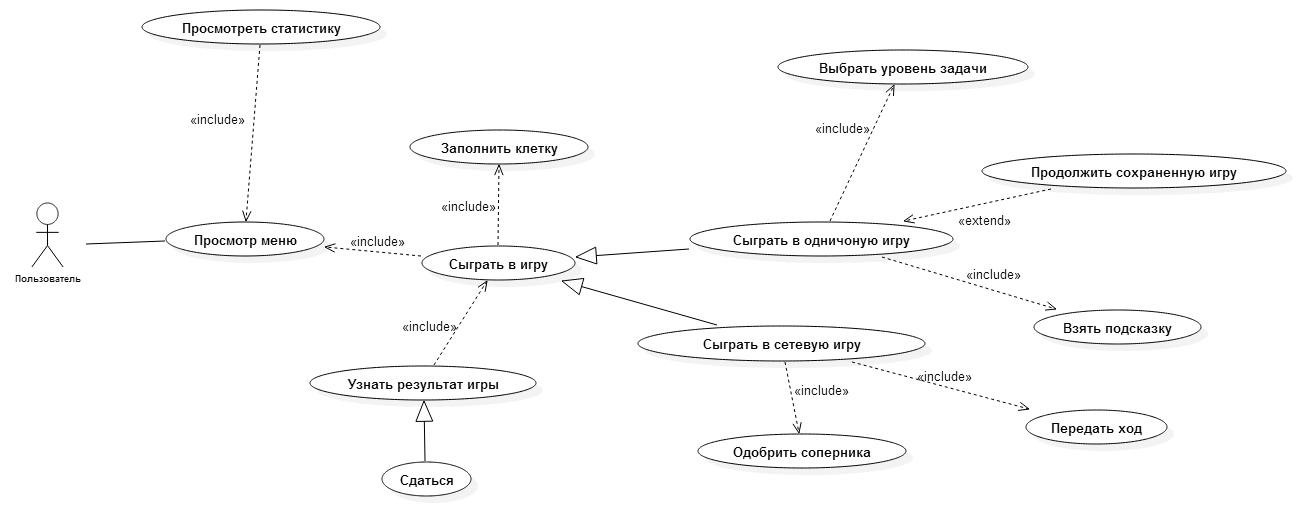 Просмотреть статистику
Выбрать уровень задачи
«include»
«include»
Заполнить клетку
Продолжить сохраненную игру
«include»
«extend»
Просмотр меню
«include»
Сыграть в одничоную игру
Сыграть в игру
Пользователь
«include»
«include»
Взять подсказку
Сыграть в сетевую игру
Узнать результат игры
«include»
«include»
Передать ход
Одобрить соперника
Сдаться